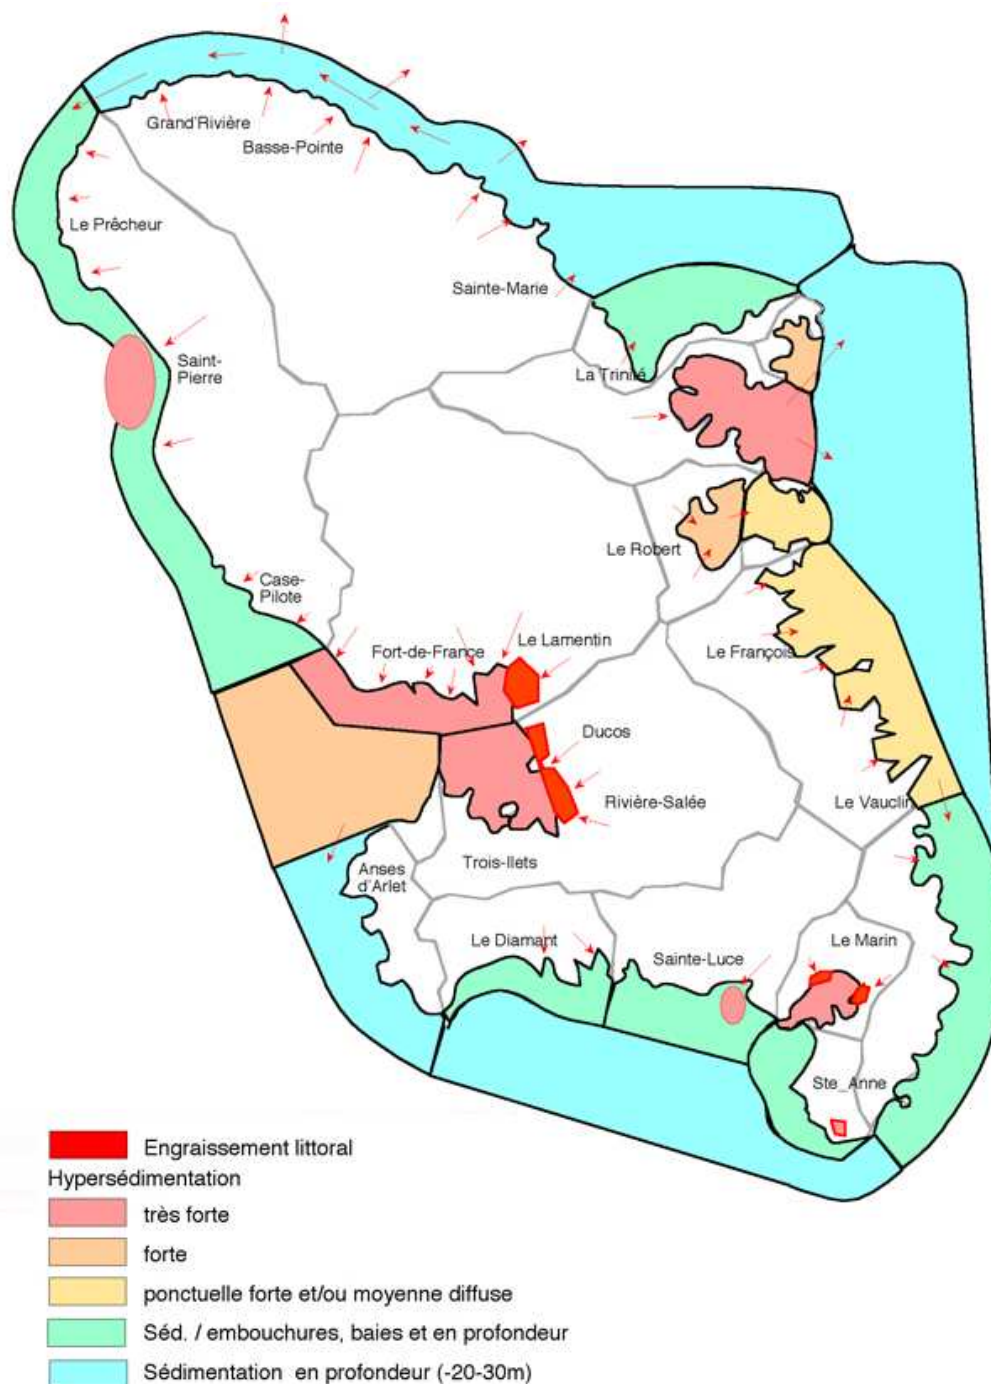 Grand'Rivière
Basse-Pointe
Le Prêcheur
Sainte-Marie
Saint-
Pierre
La Trinité
Le Robert
Case-
Pilote
Fort-de-France
Le Lamentin
Le François
Ducos
Rivière-Salée
Le Vauclin
Trois-Ilets
Anses
d'Arlet
Le Diamant
Sainte-Luce
Le Marin
Ste_Anne
Engraissement littoral
Hypersédimentation
très forte
forte
ponctuelle forte et/ou moyenne diffuse
Séd. / embouchures, baies et en profondeur
Sédimentation en profondeur (-20-30m)